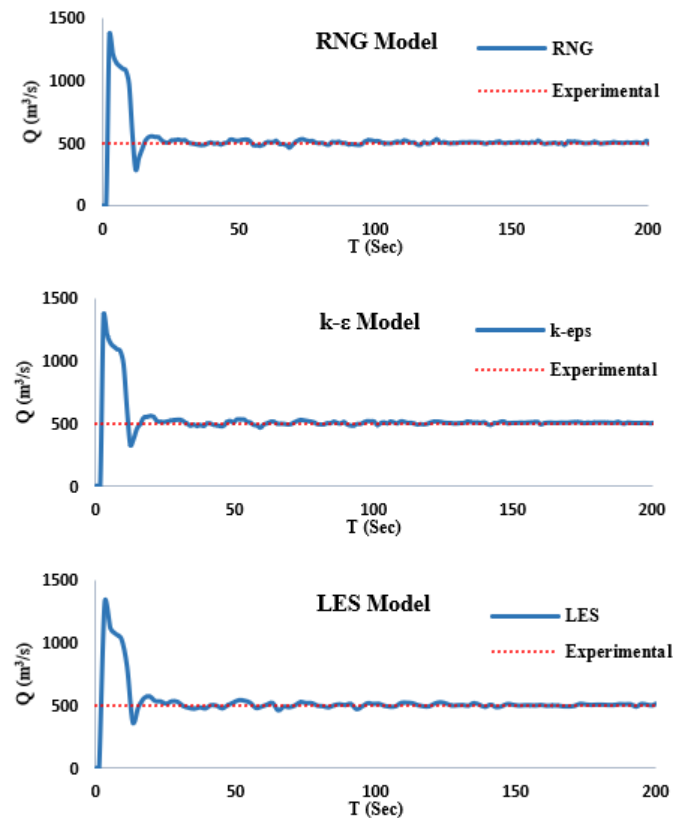 RNG Model
RNG
Experimental
Q (m³/s)
1500
1000
500
0
0 50 100 150 200
T (Sec)
k-ε Model
k-eps
Experimental
Q (m³/s)
1500
1000
500
0
0 50 100 150 200
T (Sec)
LES Model
LES
Experimental
Q (m³/s)
1500
1000
500
0
0 50 100 150 200
T (Sec)